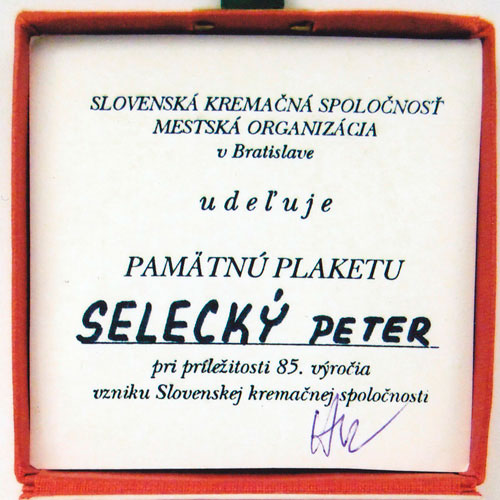 SLOVENSKÁ KREMAČNÁ SPOLOČNOSŤ
MESTSKÁ ORGANIZÁCIA
v Bratislave
udeľuje
PAMÄTNÚ PLAKETU
SELECKÝ PETER
pri príležitosti 85. výročia
vzniku Slovenskej kremačnej spoločnosti